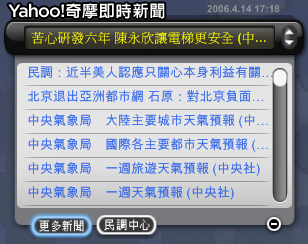 Yahoo!奇摩即時新聞
2006.4.14 17:18
苦心研發六年 陳永欣讓電梯更安全 (中...
民調：近半美人認應只關心本身利益有關...
北京退出亞洲都市網 石原：對北京負面...
中央氣象局　大陸主要城市天氣預報 (中...
中央氣象局　國際各主要都市天氣預報 (...
中央氣象局　一週旅遊天氣預報 (中央社)
中央氣象局　一週天氣預報 (中央社)
更多新聞 民調中心